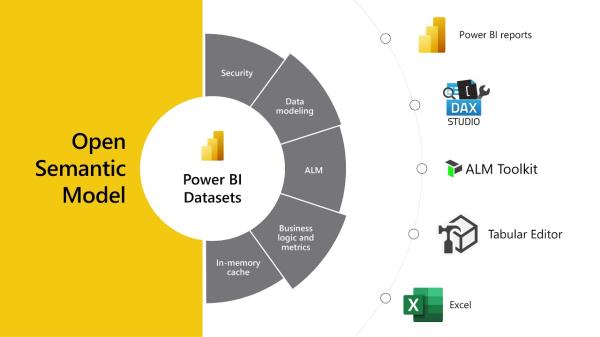 Open
Semantic
Model
Power BI
Datasets
Security
Data
modeling
ALM
Business
logic and
metrics
In-memory
cache
Power BI reports
DAX
STUDIO
ALM Toolkit
Tabular Editor
X
Excel